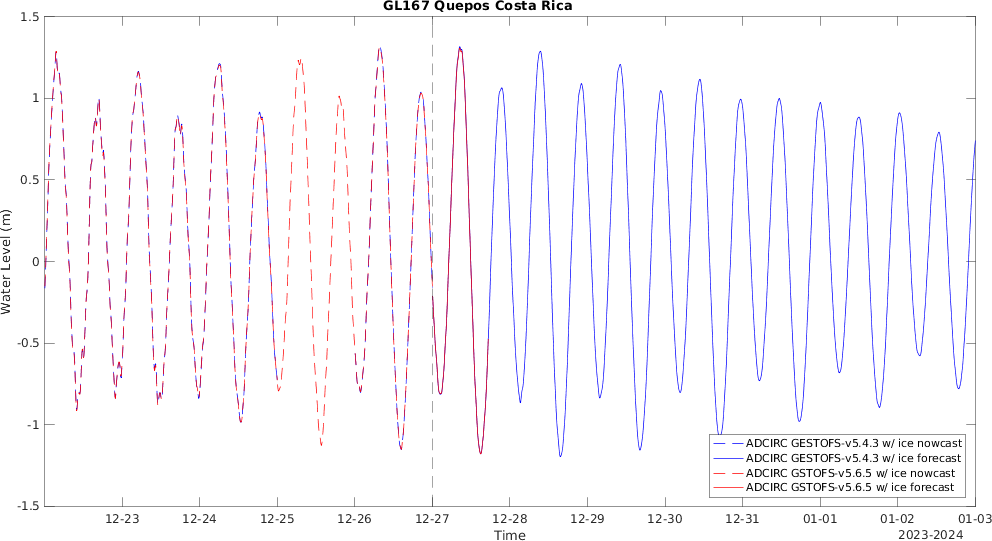 GL167 Quepos Costa Rica
1.5
1
0.5
0
-0.5
-1
-1.5
Water Level (m)
12-23 12-24 12-25 12-26 12-27 12-28 12-29 12-30 12-31 01-01 01-02 01-03
Time
2023-2024
ADCIRC GESTOFS-v5.4.3 w/ ice nowcast
ADCIRC GESTOFS-v5.4.3 w/ ice forecast
ADCIRC GSTOFS-v5.6.5 w/ ice nowcast
ADCIRC GSTOFS-v5.6.5 w/ ice forecast